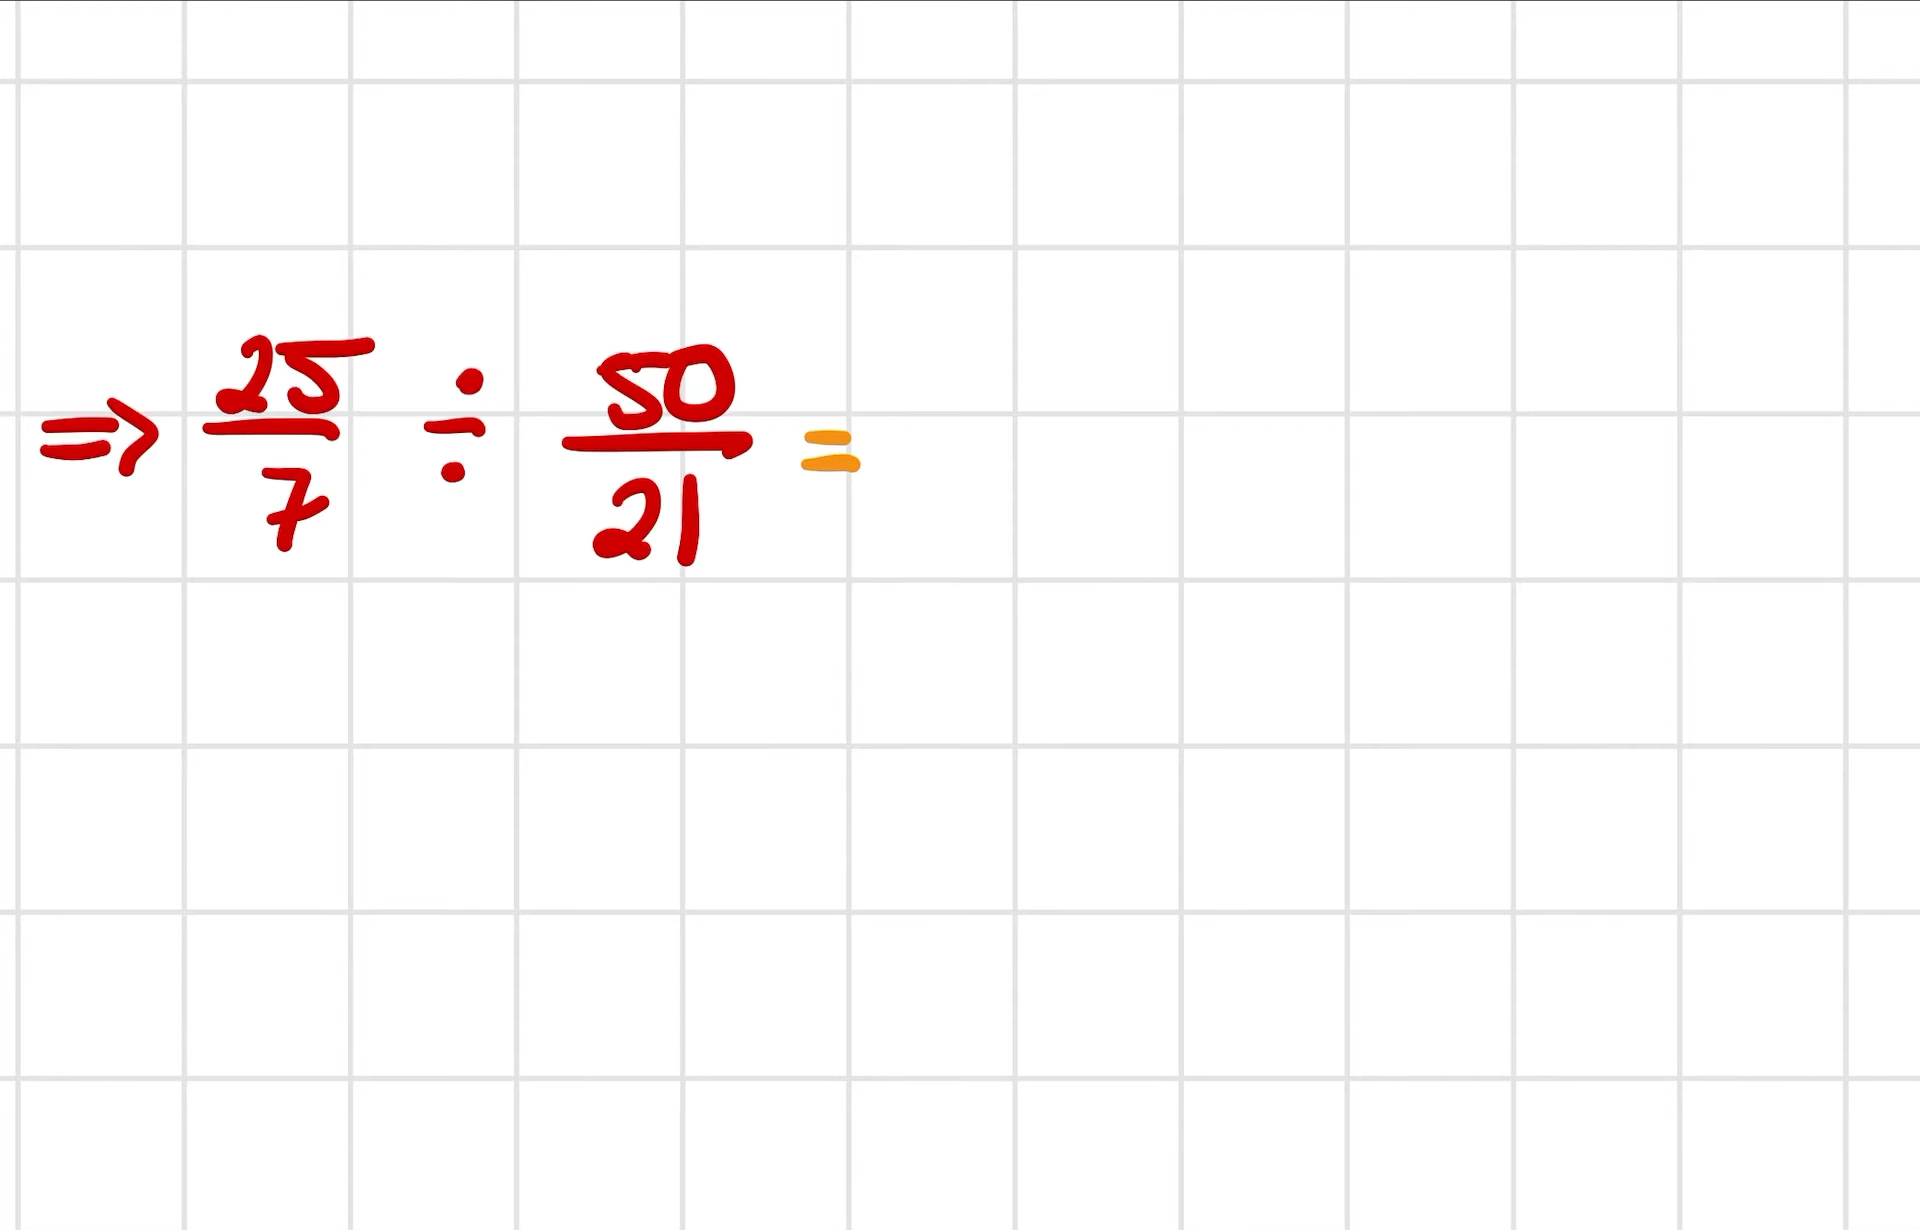 ⇒ 25/7 ÷ 50/21 =